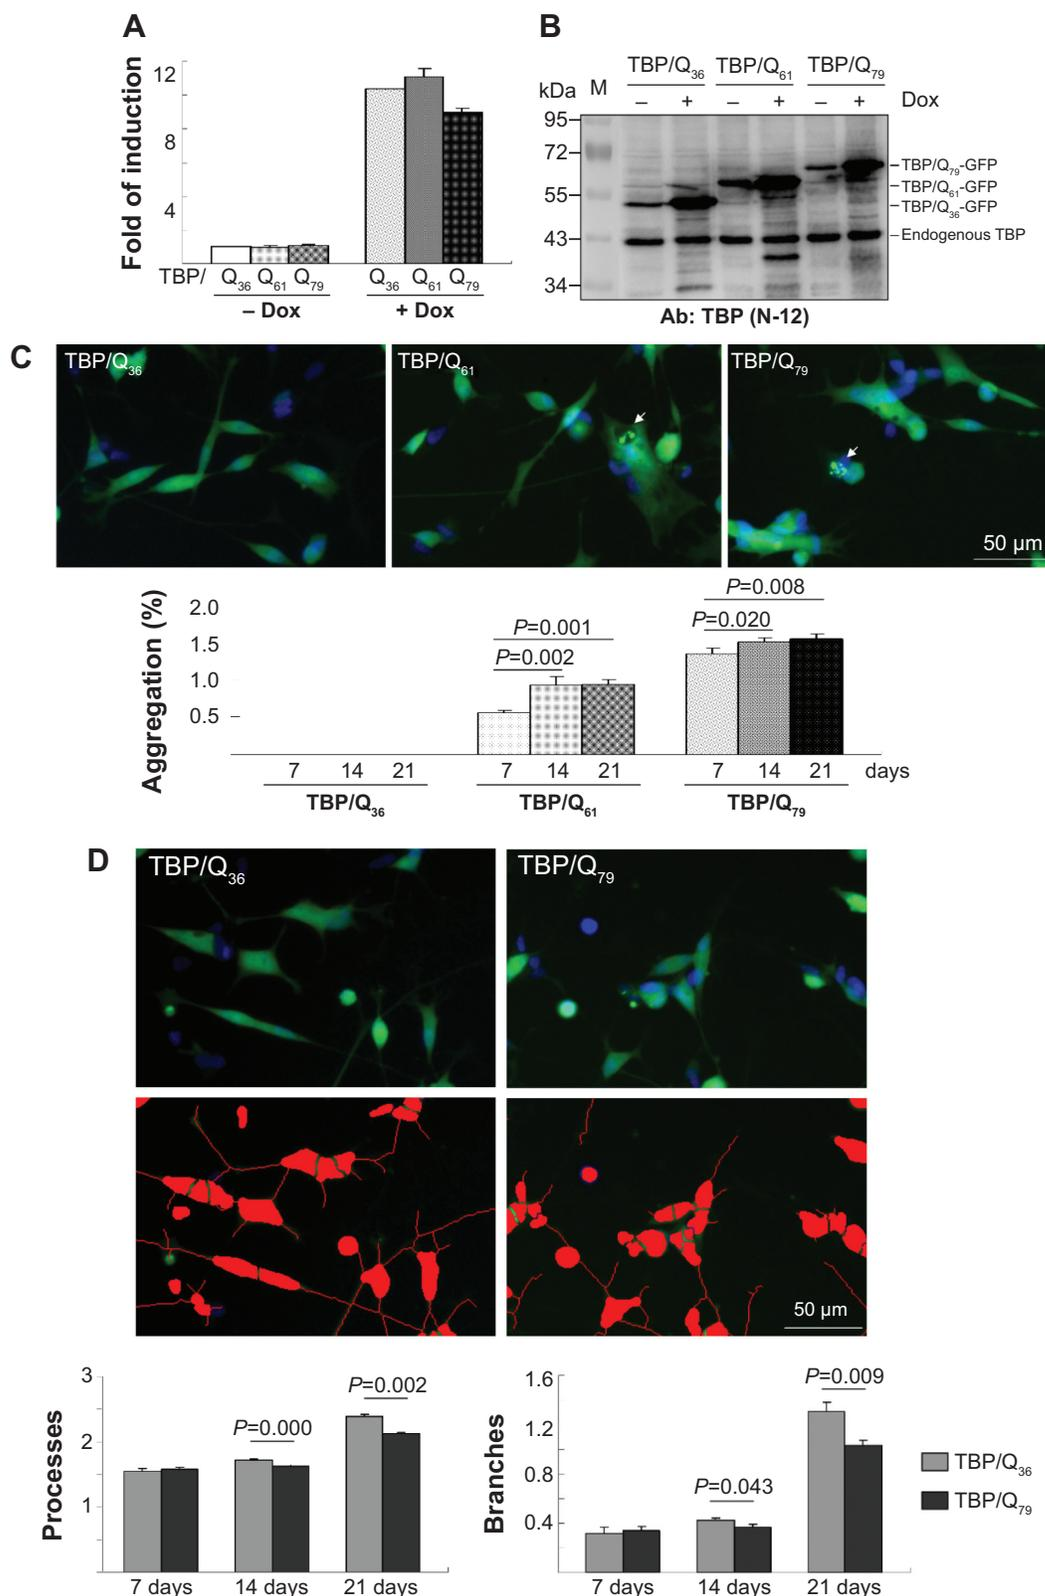 A
Fold of induction
12
8
4
TBP/ Q36 Q61 Q79 Q36 Q61 Q79
– Dox + Dox
B
TBP/Q36 TBP/Q61 TBP/Q79
kDa M – + – + – + Dox
95
72
55
43
34
TBP/Q79-GFP
TBP/Q61-GFP
TBP/Q36-GFP
Endogenous TBP
Ab: TBP (N-12)
C
TBP/Q36 TBP/Q61 TBP/Q79
50 µm
Aggregation (%)
2.0
1.5
1.0
0.5
P=0.001
P=0.002
P=0.008
P=0.020
7 14 21 7 14 21 7 14 21 days
TBP/Q36 TBP/Q61 TBP/Q79
D
TBP/Q36 TBP/Q79
50 µm
Processes
3
2
1
P=0.000
P=0.002
7 days 14 days 21 days
Branches
1.6
1.2
0.8
0.4
P=0.043
P=0.009
7 days 14 days 21 days
TBP/Q36
TBP/Q79